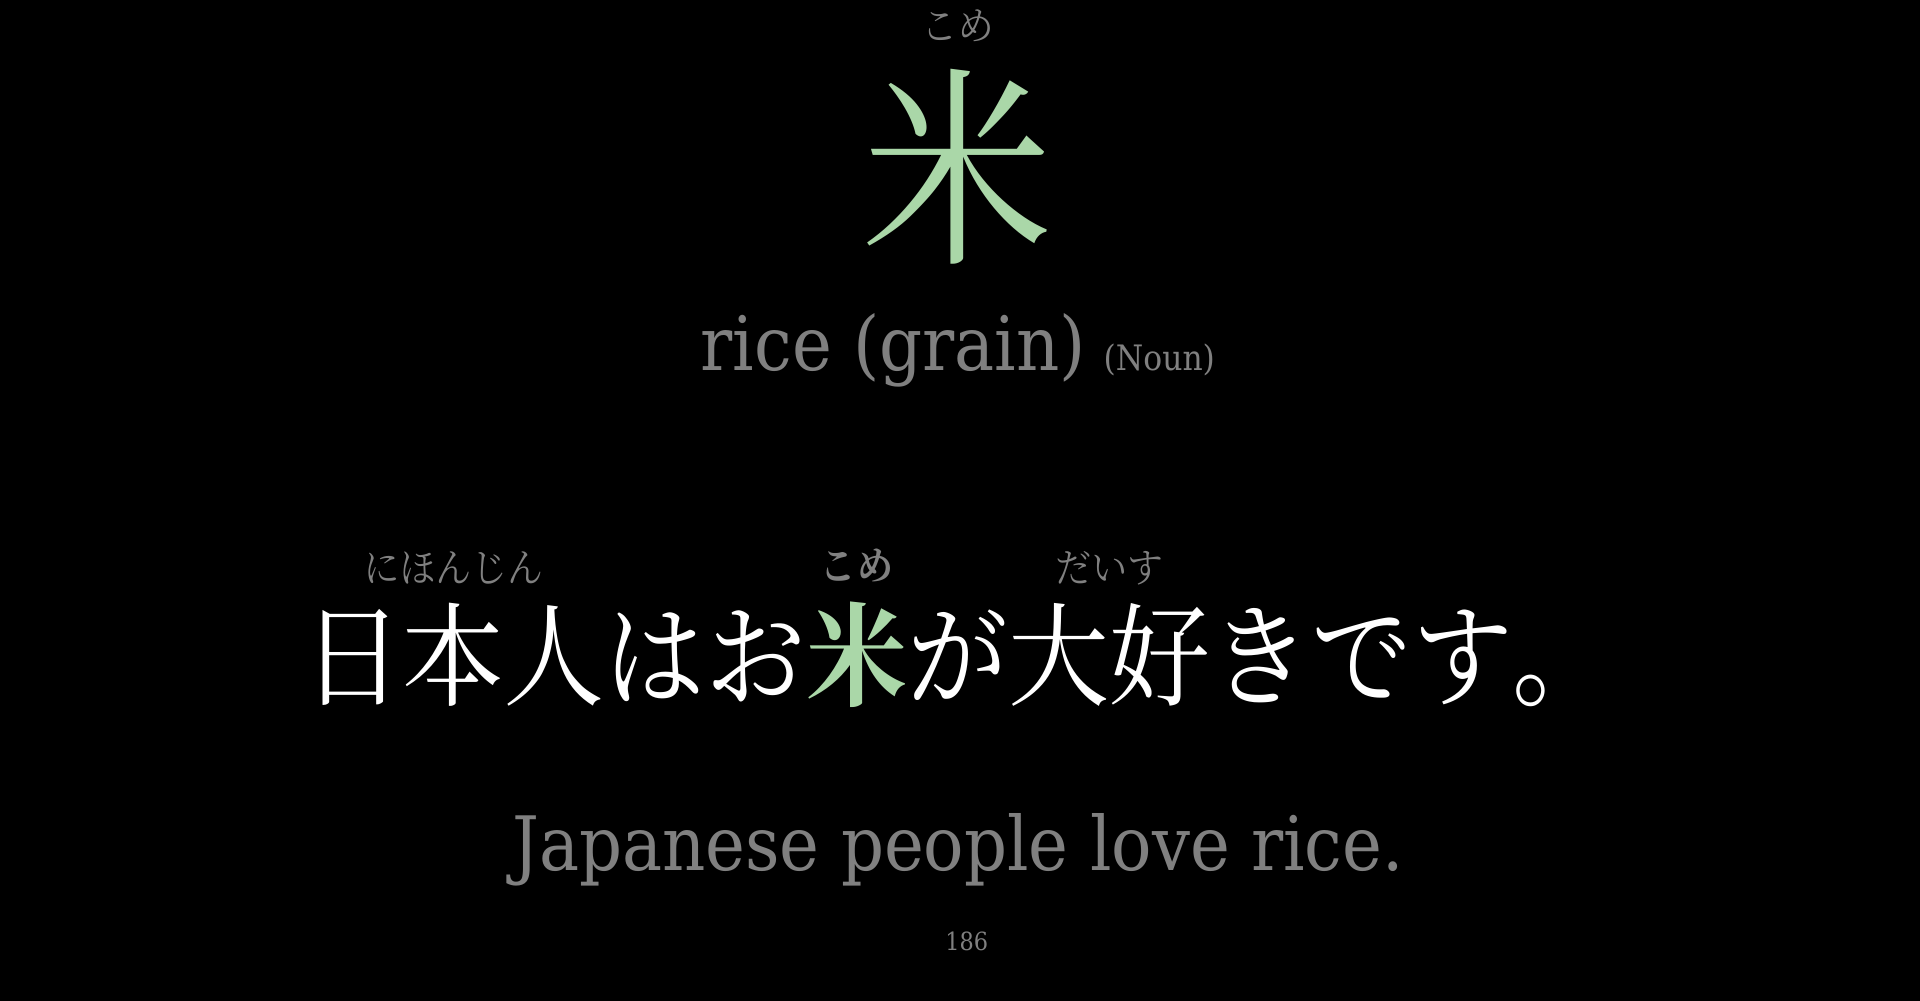 こめ
米
rice (grain) (Noun)
にほんじん こめ だいす
日本人はお米が大好きです。
Japanese people love rice.
186